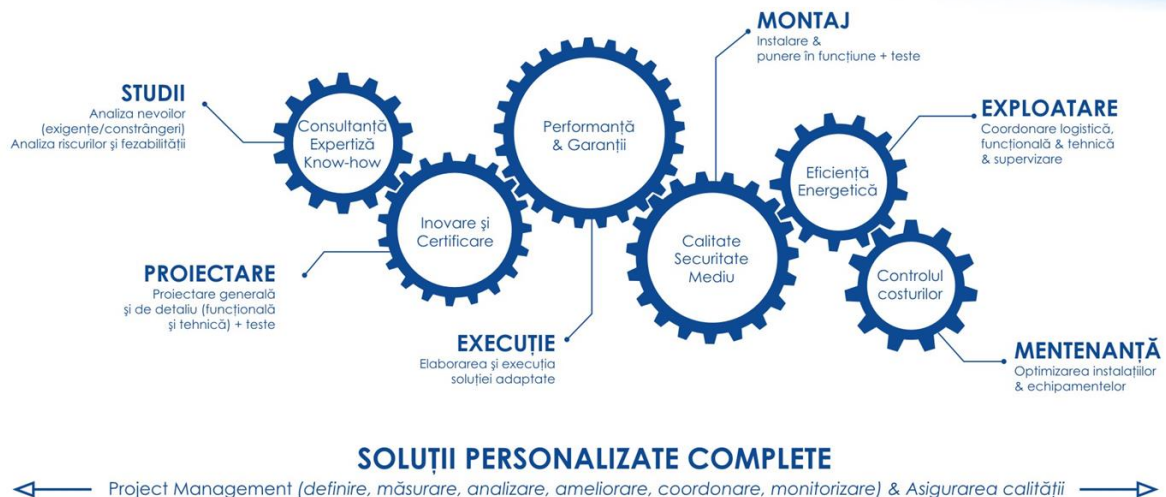 MONTAJ
Instalare &
punere în funcțiune + teste
STUDII
Analiza nevoilor
(exigențe/constrângeri)
Analiza riscurilor și fezabilității
Consultanță
Expertiză
Know-how
Performanță
& Garanții
EXPLOATARE
Coordonare logistică,
funcțională & tehnică
& supervizare
Eficiență
Energetică
Inovare și
Certificare
Calitate
Securitate
Mediu
PROIECTARE
Proiectare generală
și de detaliu (funcțională
și tehnică) + teste
Controlul
costurilor
EXECUȚIE
Elaborarea și execuția
soluției adaptate
MENTENANȚĂ
Optimizarea instalațiilor
& echipamentelor
SOLUȚII PERSONALIZATE COMPLETE
Project Management (definire, măsurare, analizare, ameliorare, coordonare, monitorizare) & Asigurarea calității